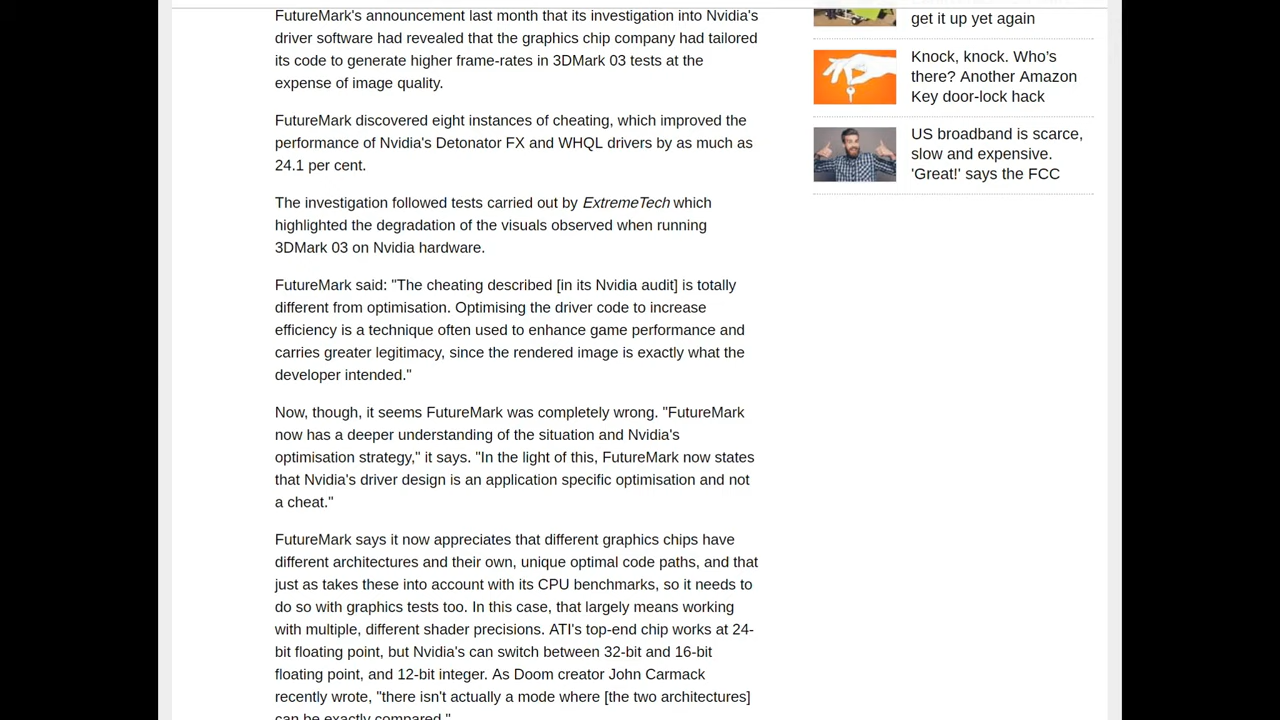 FutureMark's announcement last month that its investigation into Nvidia's
driver software had revealed that the graphics chip company had tailored
its code to generate higher frame-rates in 3DMark 03 tests at the
expense of image quality.
FutureMark discovered eight instances of cheating, which improved the
performance of Nvidia's Detonator FX and WHQL drivers by as much as
24.1 per cent.
The investigation followed tests carried out by ExtremeTech which
highlighted the degradation of the visuals observed when running
3DMark 03 on Nvidia hardware.
FutureMark said: "The cheating described [in its Nvidia audit] is totally
different from optimisation. Optimising the driver code to increase
efficiency is a technique often used to enhance game performance and
carries greater legitimacy, since the rendered image is exactly what the
developer intended."
Now, though, it seems FutureMark was completely wrong. "FutureMark
now has a deeper understanding of the situation and Nvidia's
optimisation strategy," it says. "In the light of this, FutureMark now states
that Nvidia's driver design is an application specific optimisation and not
a cheat."
FutureMark says it now appreciates that different graphics chips have
different architectures and their own, unique optimal code paths, and that
just as takes these into account with its CPU benchmarks, so it needs to
do so with graphics tests too. In this case, that largely means working
with multiple, different shader precisions. ATI's top-end chip works at 24-
bit floating point, but Nvidia's can switch between 32-bit and 16-bit
floating point, and 12-bit integer. As Doom creator John Carmack
recently wrote, "there isn't actually a mode where [the two architectures]
can be exactly compared."
get it up yet again
Knock, knock. Who's
there? Another Amazon
Key door-lock hack
US broadband is scarce,
slow and expensive.
'Great!' says the FCC